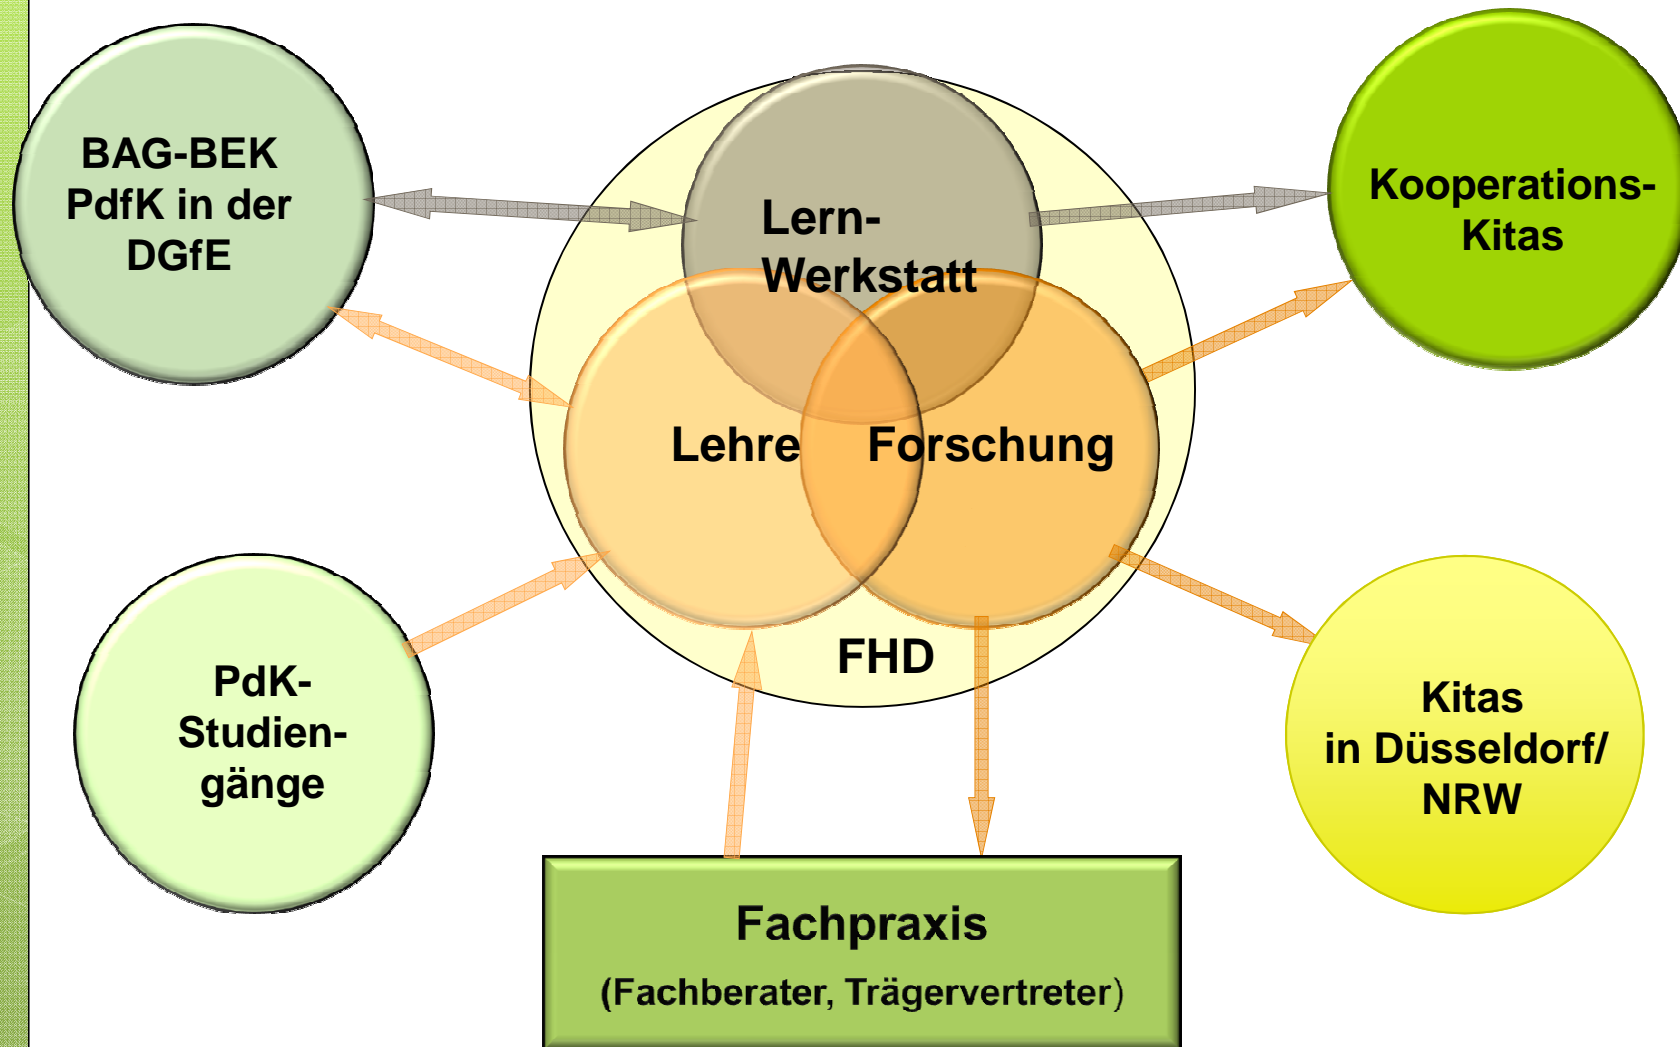 BAG-BEK
PdfK in der
DGfE
Lern-
Werkstatt
Kooperations-
Kitas
Lehre
Forschung
FHD
PdK-
Studien-
gänge
Kitas
in Düsseldorf/
NRW
Fachpraxis
(Fachberater, Trägervertreter)